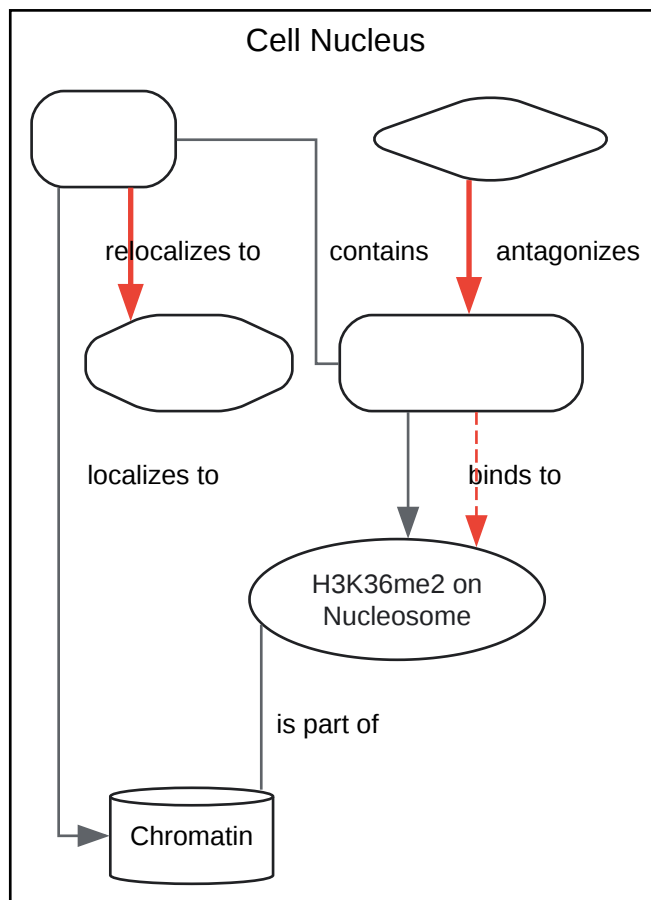 Cell Nucleus
relocalizes to
contains
antagonizes
localizes to
binds to
H3K36me2 on
Nucleosome
is part of
Chromatin